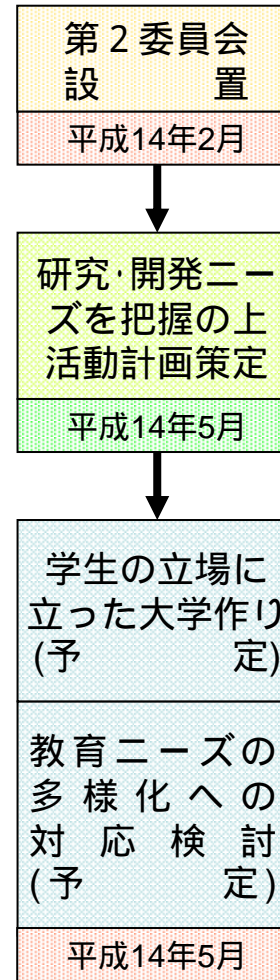 第2委員会
設　　　置
平成14年2月
研究･開発ニー
ズを把握の上
活動計画策定
平成14年5月
学生の立場に
立った大学作り
(予　　　定)
教育ニーズの
多様化への
対応検討
(予　　　定)
平成14年5月